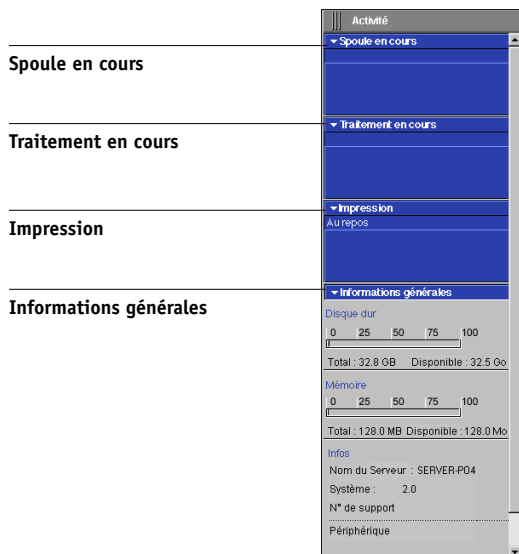 Activité
Spoule en cours
Spoule en cours
Traitement en cours
Traitement en cours
Impression
Au repos
Impression
Informations générales
Informations générales
Disque dur
0 25 50 75 100
Total : 32.8 GB Disponible : 32.5 Go
Mémoire
0 25 50 75 100
Total : 128.0 MB Disponible : 128.0 Mo
Infos
Nom du Serveur : SERVER-P04
Système : 2.0
N° de support
Périphérique